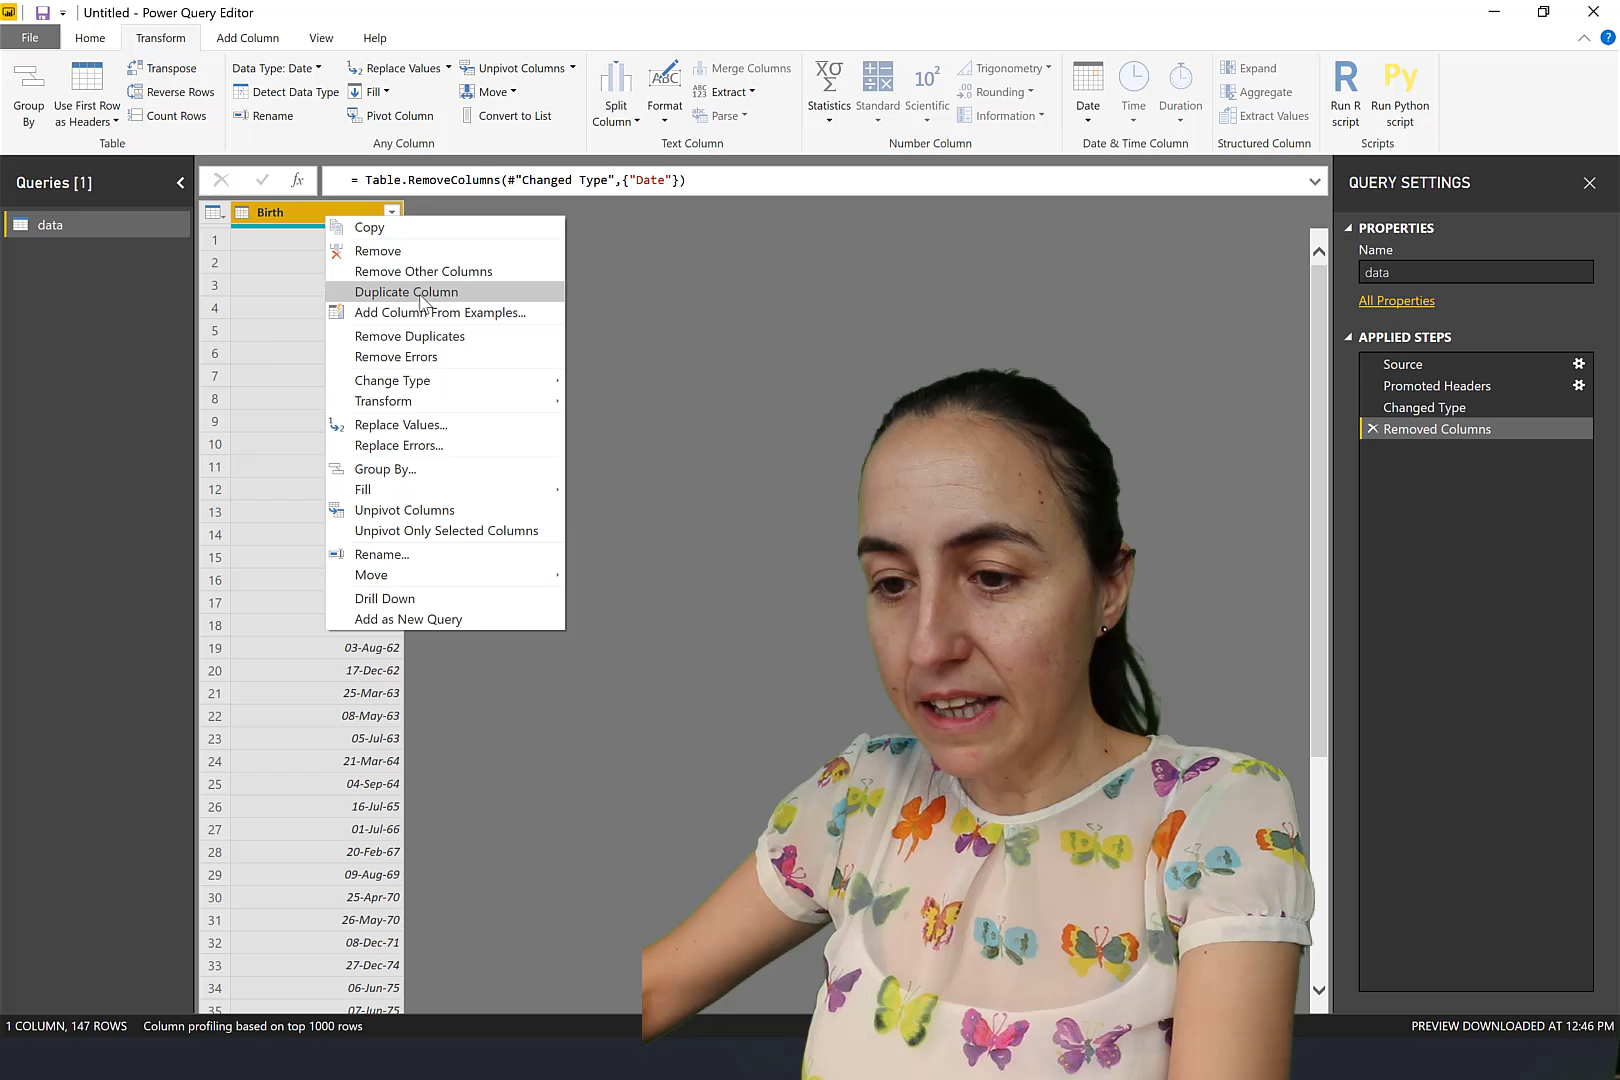 Untitled - Power Query Editor
File Home Transform Add Column View Help
Group By
Use First Row as Headers
Transpose
Reverse Rows
Count Rows
Table
Data Type: Date
Detect Data Type
Rename
Replace Values
Fill
Pivot Column
Unpivot Columns
Move
Convert to List
Any Column
Split Column
Format
Merge Columns
Extract
Parse
Text Column
Statistics
Standard
Scientific
Trigonometry
Rounding
Information
Number Column
Date
Time
Duration
Date & Time Column
Expand
Aggregate
Extract Values
Structured Column
Run R script
Run Python script
Scripts
Queries [1]
data
= Table.RemoveColumns(#"Changed Type",{"Date"})
Birth
Copy
Remove
Remove Other Columns
Duplicate Column
Add Column From Examples...
Remove Duplicates
Remove Errors
Change Type
Transform
Replace Values...
Replace Errors...
Group By...
Fill
Unpivot Columns
Unpivot Only Selected Columns
Rename...
Move
Drill Down
Add as New Query
1
2
3
4
5
6
7
8
9
10
11
12
13
14
15
16
17
18
19 03-Aug-62
20 17-Dec-62
21 25-Mar-63
22 08-May-63
23 05-Jul-63
24 21-Mar-64
25 04-Sep-64
26 16-Jul-65
27 01-Jul-66
28 20-Feb-67
29 09-Aug-69
30 25-Apr-70
31 26-May-70
32 08-Dec-71
33 27-Dec-74
34 06-Jun-75
35 07-Jun-75
QUERY SETTINGS
PROPERTIES
Name
data
All Properties
APPLIED STEPS
Source
Promoted Headers
Changed Type
Removed Columns
1 COLUMN, 147 ROWS Column profiling based on top 1000 rows
PREVIEW DOWNLOADED AT 12:46 PM